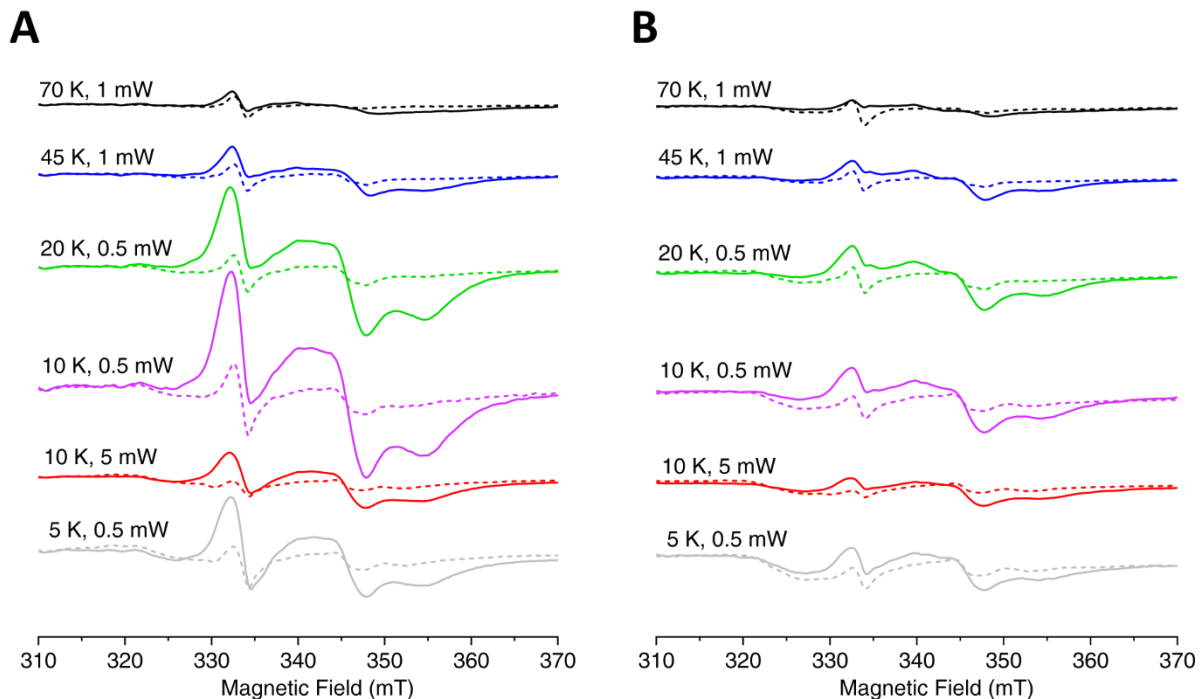 A
70 K, 1 mW
45 K, 1 mW
20 K, 0.5 mW
10 K, 0.5 mW
10 K, 5 mW
5 K, 0.5 mW
310 320 330 340 350 360 370
Magnetic Field (mT)
B
70 K, 1 mW
45 K, 1 mW
20 K, 0.5 mW
10 K, 0.5 mW
10 K, 5 mW
5 K, 0.5 mW
310 320 330 340 350 360 370
Magnetic Field (mT)